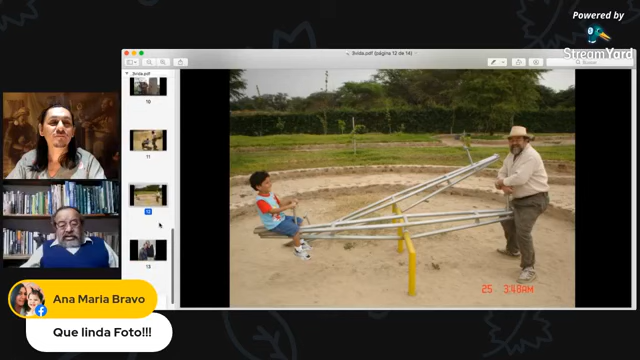 Powered by
StreamYard
3vida.pdf (página 12 de 14)
Buscar
3vida.pdf
10
11
12
13
25 3:48AM
Ana Maria Bravo
Que linda Foto!!!